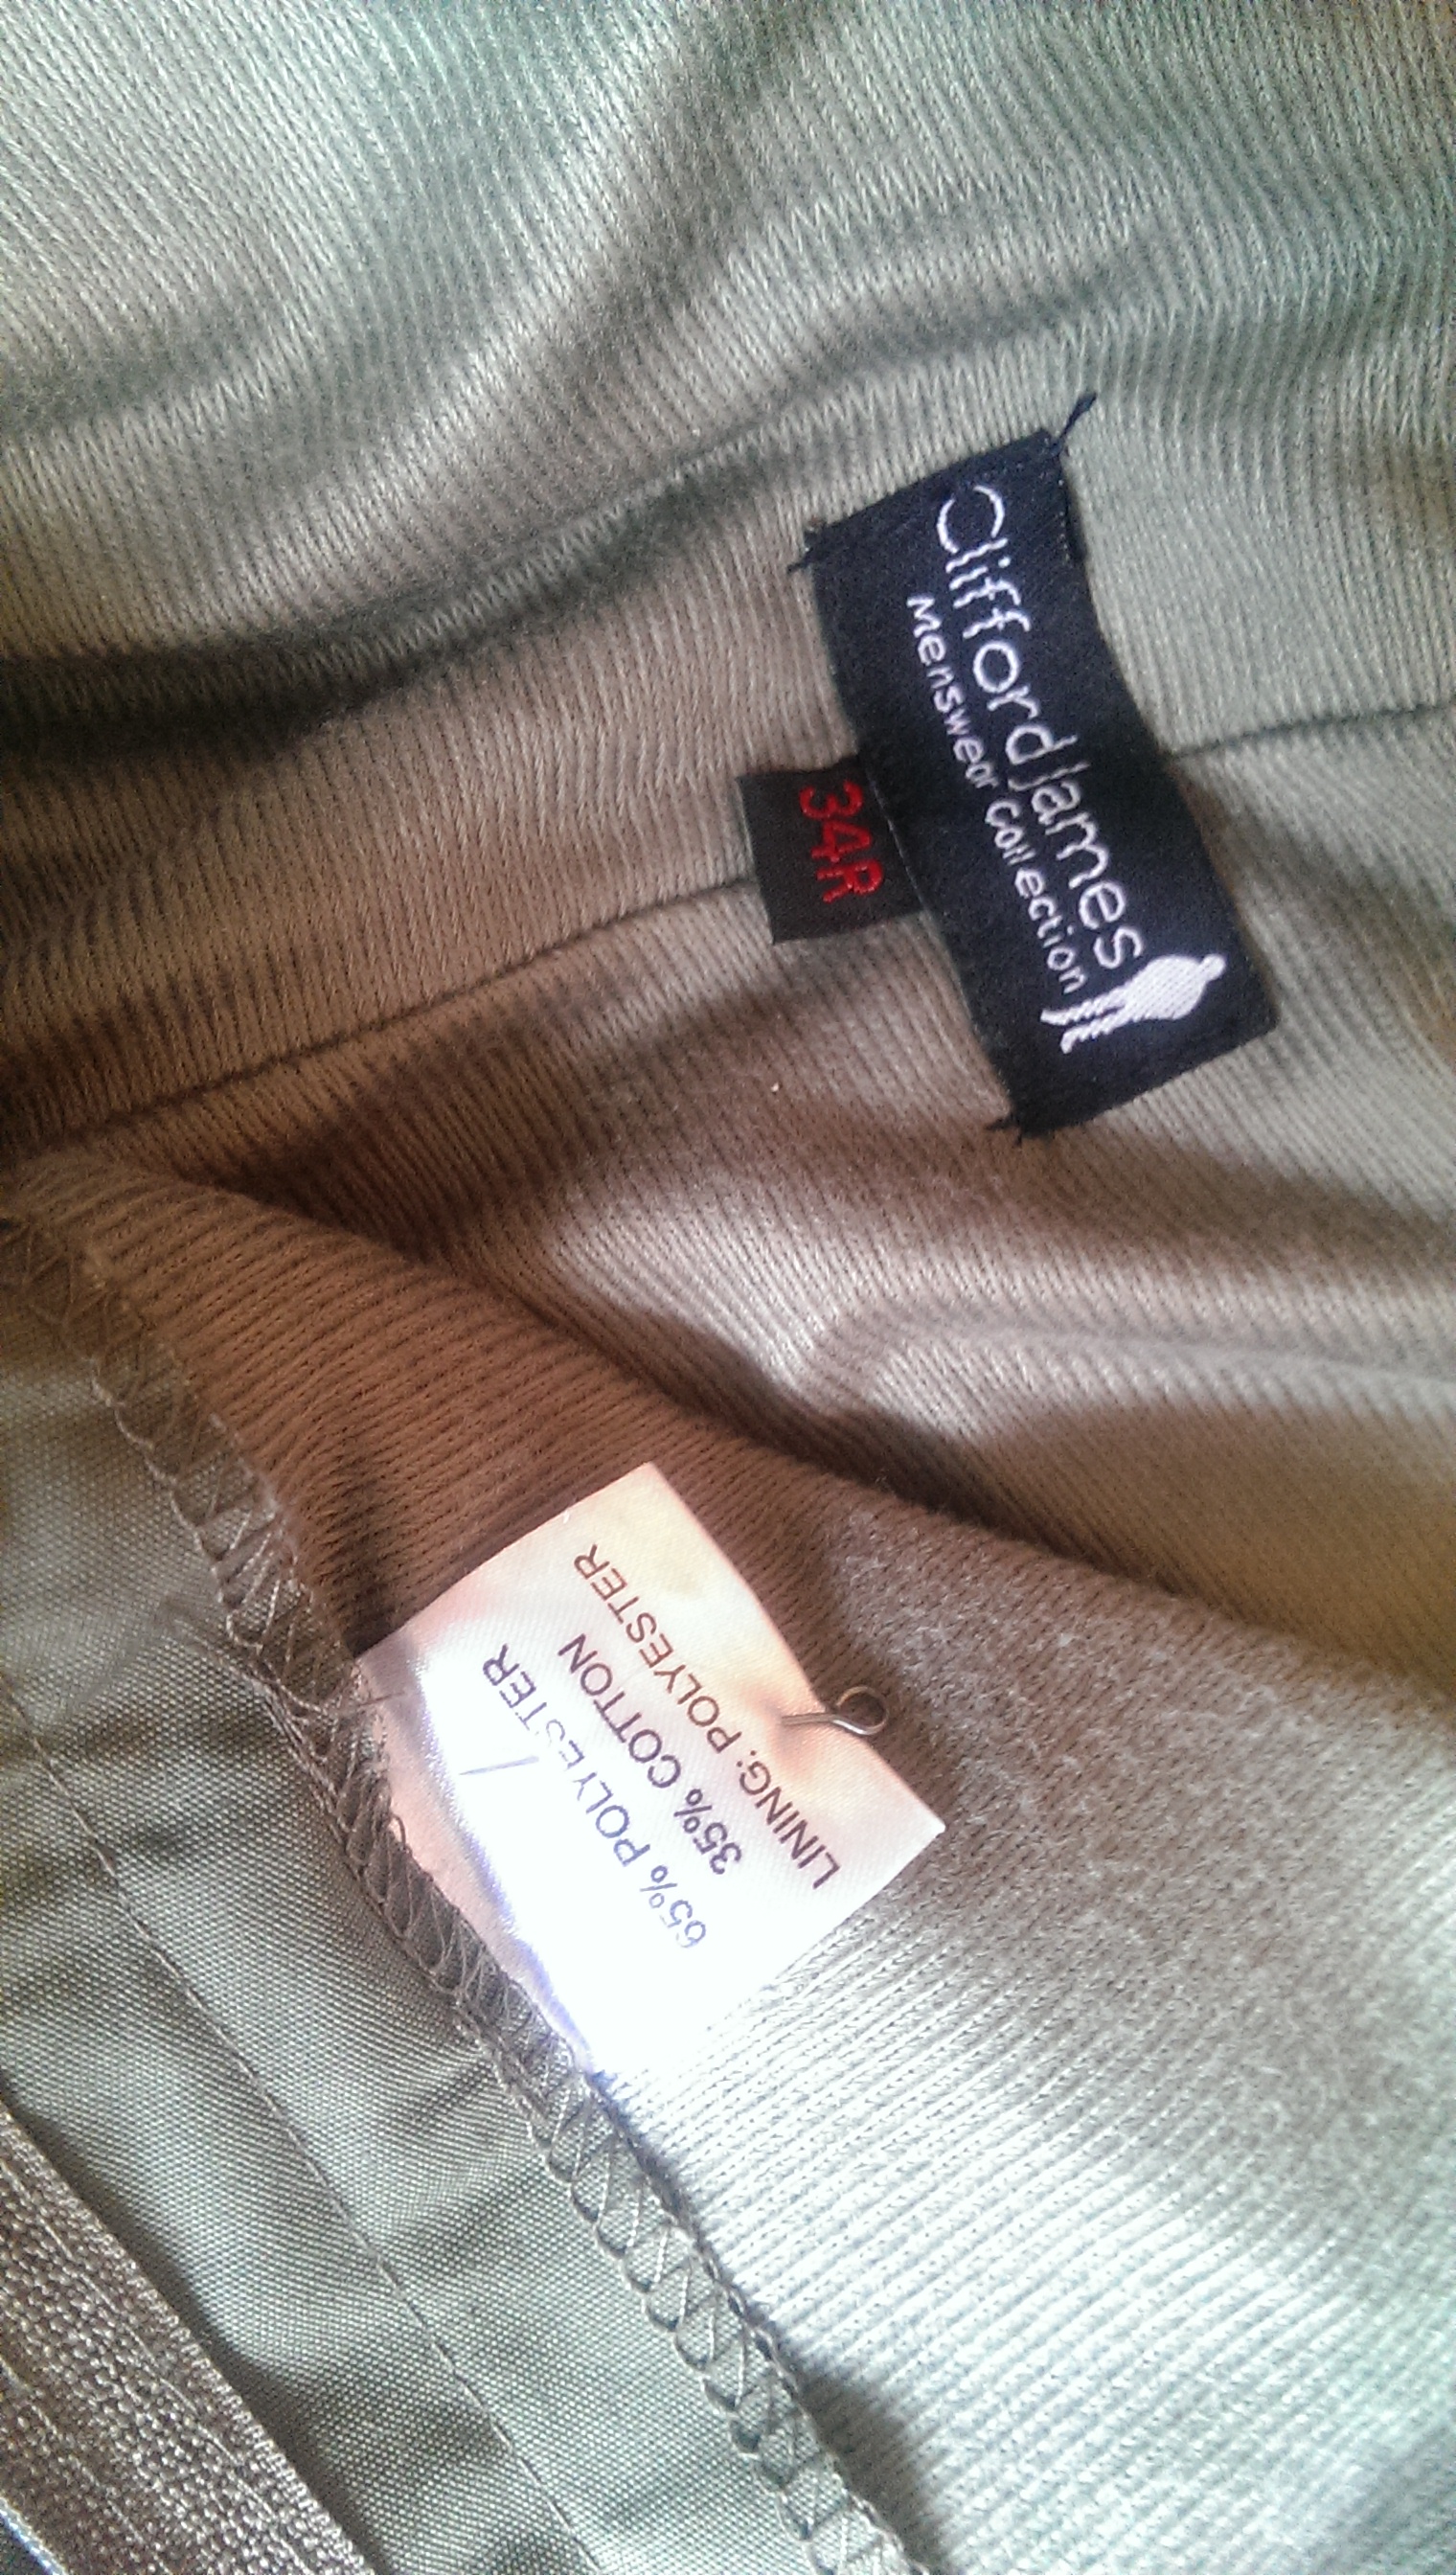 Clifford James
Menswear Collection
34R
65% POLYESTER
35% COTTON
LINING: POLYESTER